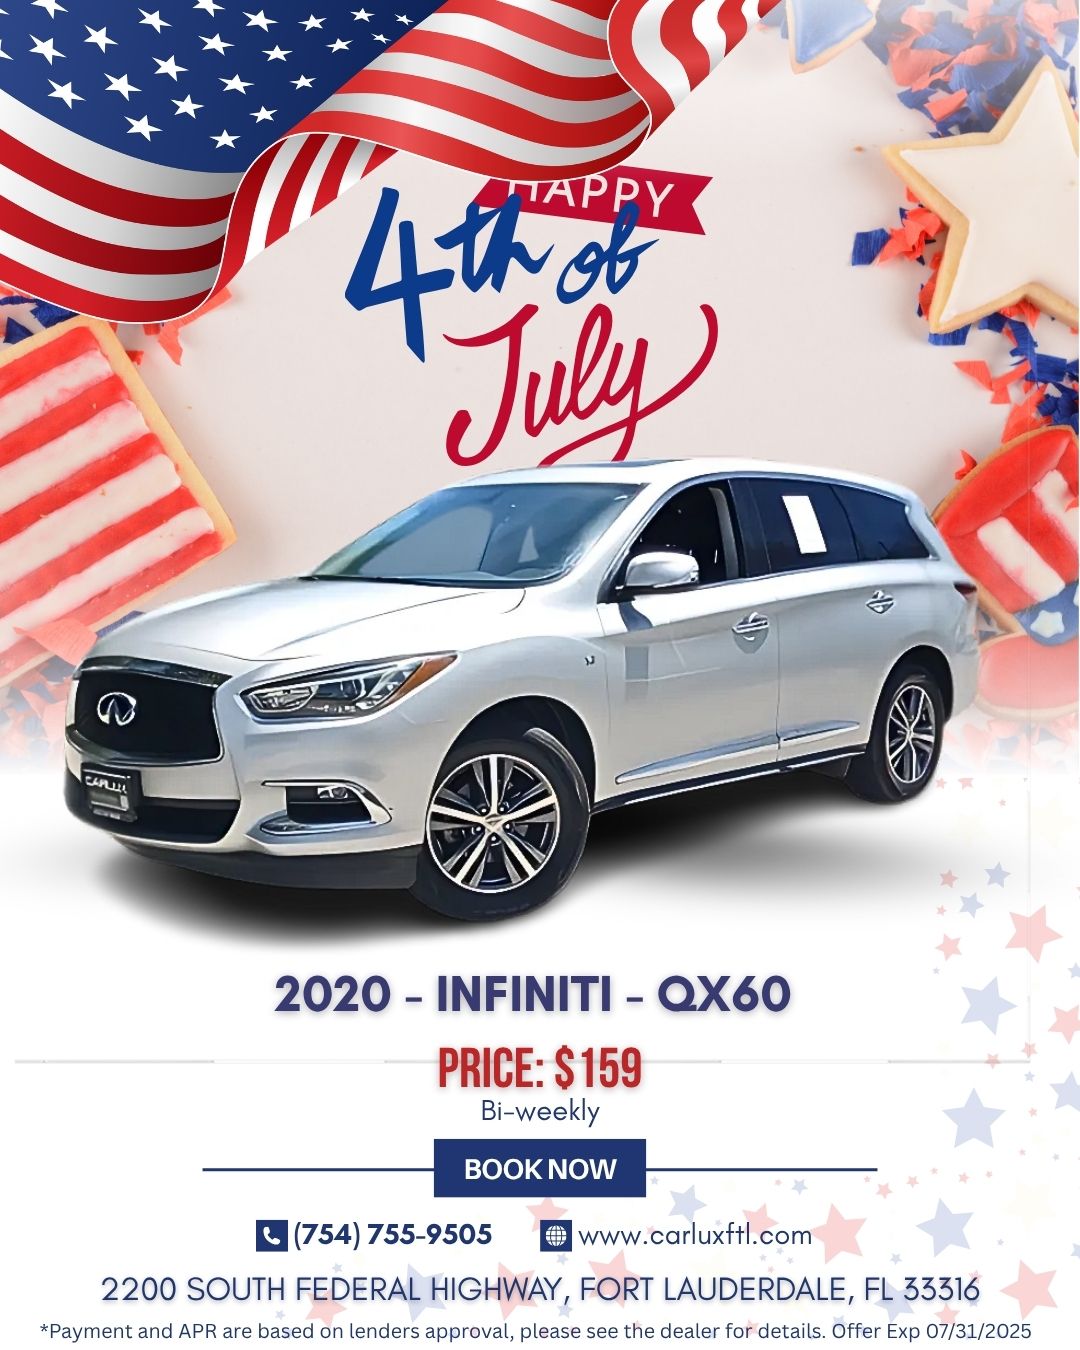 HAPPY
4th of
July
CARLUX
2020 - INFINITI - QX60
PRICE: $159
Bi-weekly
BOOK NOW
(754) 755-9505 www.carluxftl.com
2200 SOUTH FEDERAL HIGHWAY, FORT LAUDERDALE, FL 33316
*Payment and APR are based on lenders approval, please see the dealer for details. Offer Exp 07/31/2025